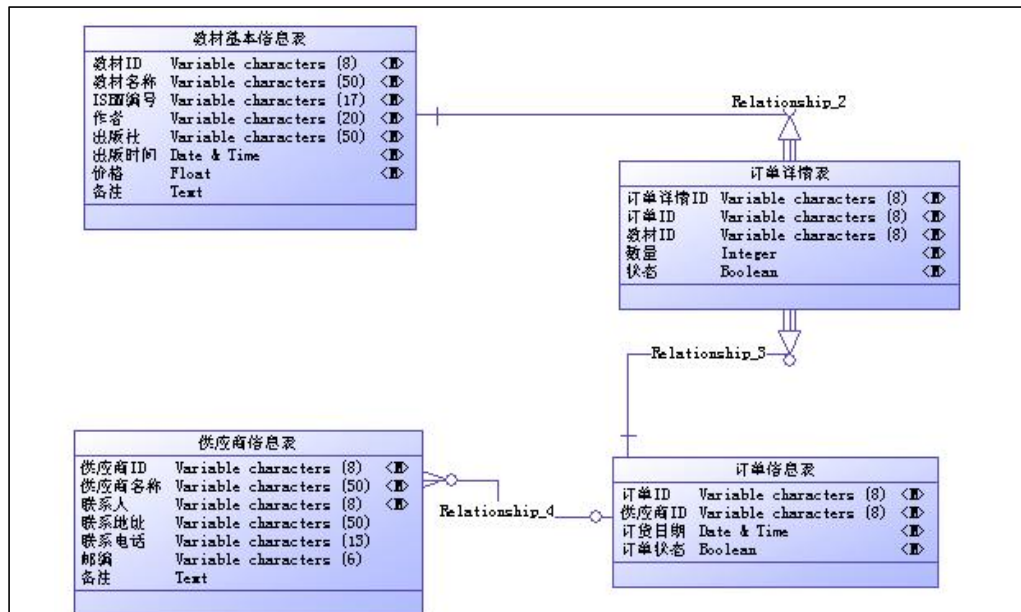 教材基本信息表
教材ID Variable characters (8) <M>
教材名称 Variable characters (50) <M>
ISBN编号 Variable characters (17) <M>
作者 Variable characters (20) <M>
出版社 Variable characters (50) <M>
出版时间 Date & Time <M>
价格 Float <M>
备注 Text
Relationship_2
订单详情表
订单详情ID Variable characters (8) <M>
订单ID Variable characters (8) <M>
教材ID Variable characters (8) <M>
数量 Integer <M>
状态 Boolean <M>
Relationship_3
供应商信息表
供应商ID Variable characters (8) <M>
供应商名称 Variable characters (50) <M>
联系人 Variable characters (8) <M>
联系地址 Variable characters (50)
联系电话 Variable characters (13)
邮编 Variable characters (6)
备注 Text
Relationship_4
订单信息表
订单ID Variable characters (8) <M>
供应商ID Variable characters (8) <M>
订货日期 Date & Time <M>
订单状态 Boolean <M>